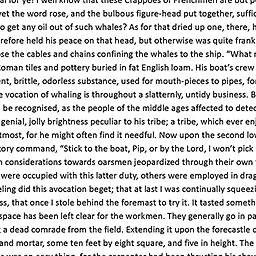 well for yet these Crappoes of Frenchmen are but p
yet the word rose, and the bulbous figure-head put together, suffic
to get any oil out of such whales? As for that dried up one, there, h
refore held his peace on that head, but otherwise was quite frank
se the cables and chains confining the whales to the ship. "What n
oman tiles and pottery buried in fat English loam. His boat's crew
ent, brittle, odorless substance, used for mouth-pieces to pipes, for
e vocation of whaling is throughout a slatternly, untidy business. B
be recognised, as the people of the middle ages affected to detec
genial, jolly brightness peculiar to his tribe; a tribe, which ever enj
tmost, for he might often find it needful. Now upon the second low
tory command, "Stick to the boat, Pip, or by the Lord, I won't pick
n considerations towards oarsmen jeopardized through their own
were occupied with this latter duty, others were employed in drag
eling did this avocation beget; that at last I was continually squeezi
ss, that once I stole behind the foremast to try it. It tasted someth
space has been left clear for the workmen. They generally go in pa
g a dead comrade from the field. Extending it upon the forecastle d
and mortar, some ten feet by eight square, and five in height. The